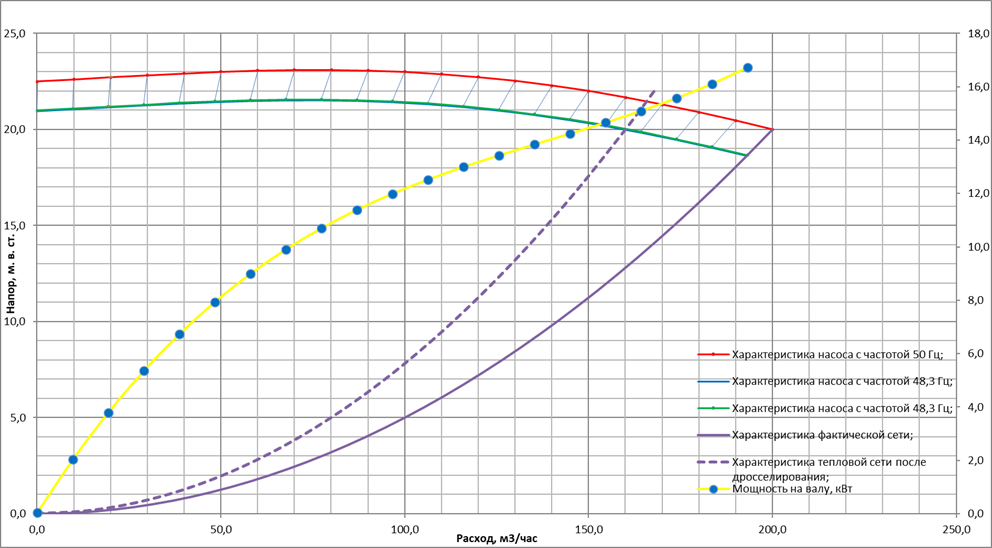 25,0
20,0
15,0
10,0
5,0
0,0
Напор, м. в. ст.
18,0
16,0
14,0
12,0
10,0
8,0
6,0
4,0
2,0
0,0
Характеристика насоса с частотой 50 Гц;
Характеристика насоса с частотой 48,3 Гц;
Характеристика насоса с частотой 48,3 Гц;
Характеристика фактической сети;
Характеристика тепловой сети после
дросселирования;
Мощность на валу, кВт
0,0 50,0 100,0 150,0 200,0 250,0
Расход, м3/час